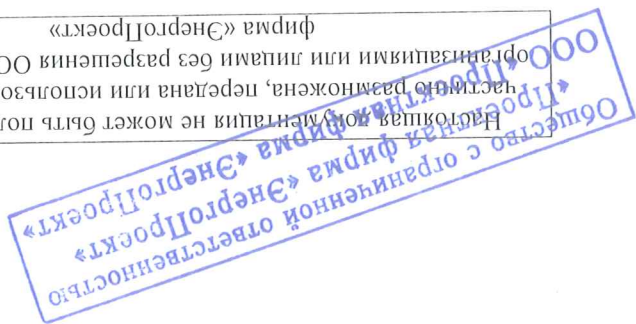 Общество с ограниченной ответственностью
«Проектная фирма «ЭнергоПроект»
ООО «Проектная фирма «ЭнергоПроект»
Настоящая документация не может быть пол
частично размножена, передана или использо
организациями или лицами без разрешения ОО
фирма «ЭнергоПроект»